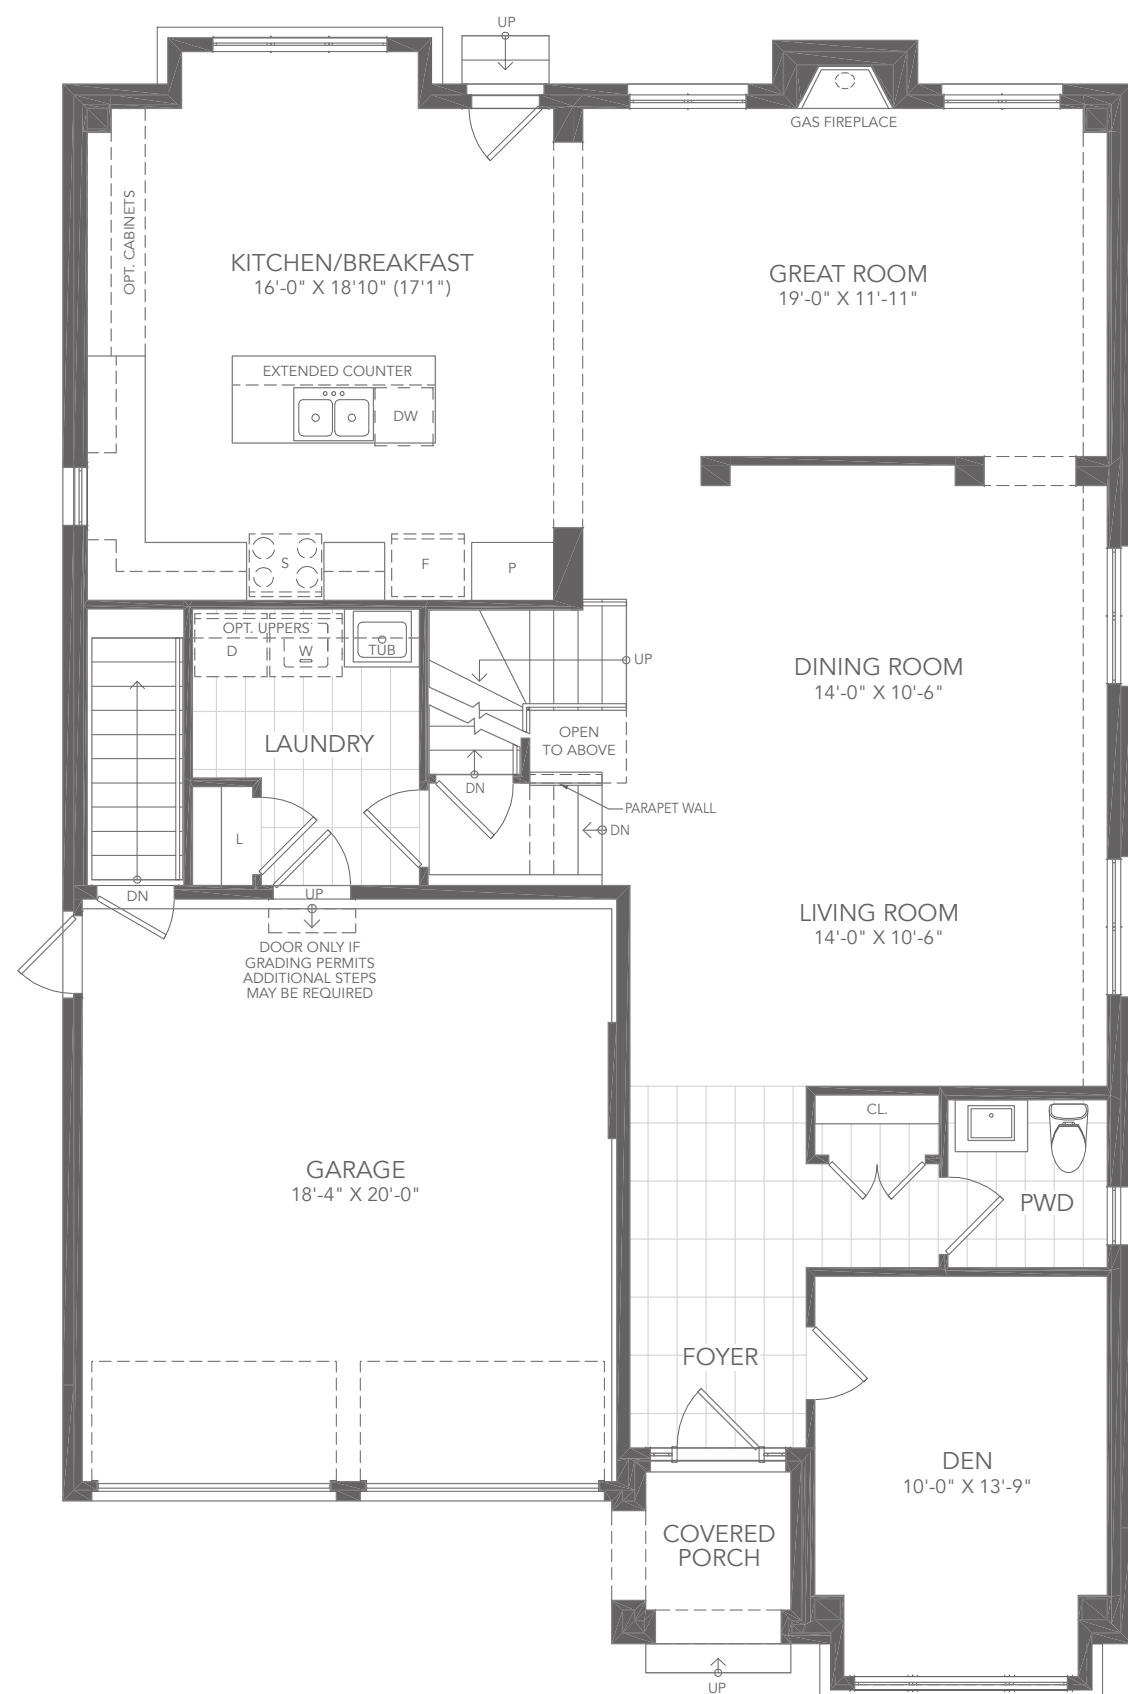 UP
GAS FIREPLACE
OPT. CABINETS
KITCHEN/BREAKFAST
16'-0" X 18'10" (17'1")
GREAT ROOM
19'-0" X 11'-11"
EXTENDED COUNTER
DW
S
F
P
OPT. UPPERS
D
W
TUB
UP
DINING ROOM
14'-0" X 10'-6"
LAUNDRY
OPEN
TO ABOVE
DN
PARAPET WALL
DN
L
DN
UP
LIVING ROOM
14'-0" X 10'-6"
DOOR ONLY IF
GRADING PERMITS
ADDITIONAL STEPS
MAY BE REQUIRED
CL.
GARAGE
18'-4" X 20'-0"
PWD
FOYER
DEN
10'-0" X 13'-9"
COVERED
PORCH
UP